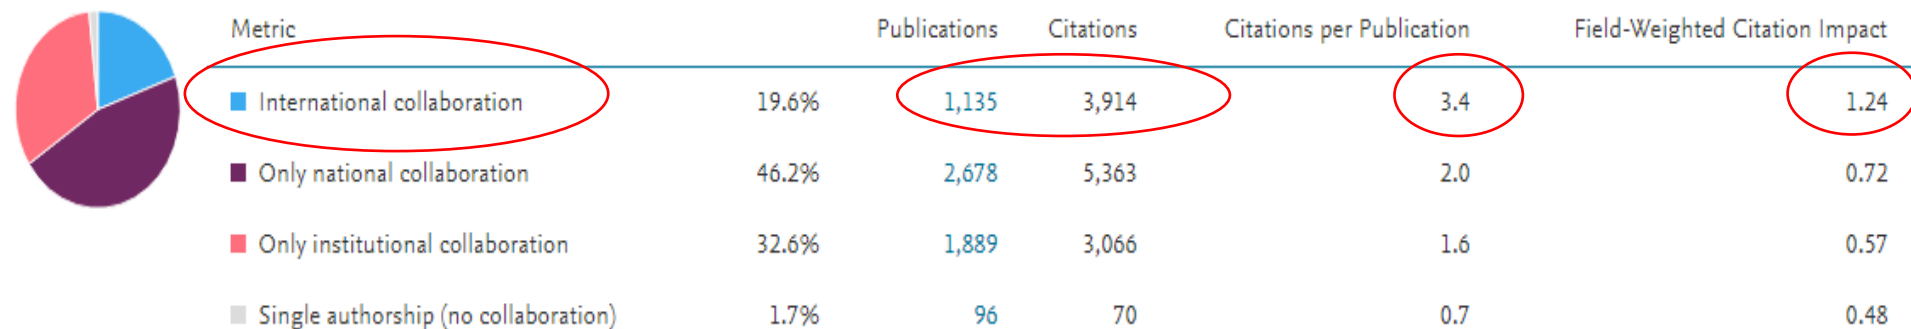 Metric Publications Citations Citations per Publication Field-Weighted Citation Impact
International collaboration 19.6% 1,135 3,914 3.4 1.24
Only national collaboration 46.2% 2,678 5,363 2.0 0.72
Only institutional collaboration 32.6% 1,889 3,066 1.6 0.57
Single authorship (no collaboration) 1.7% 96 70 0.7 0.48